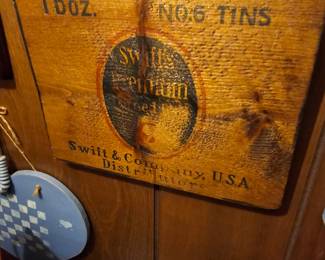 1 DOZ. NO.6 TINS
Swift's
Premium
Swift & Company, U.S.A.
Distributors